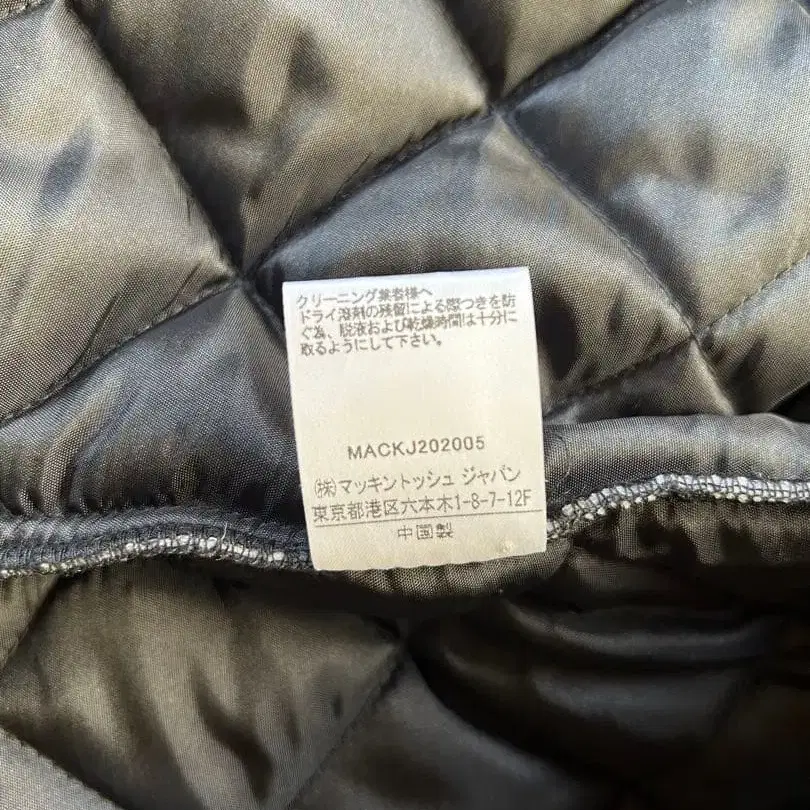 クリーニング業者様へ
ドライ溶剤の残留による際つきを防
ぐ為、脱液および乾燥時間は十分に
取るようにして下さい。
MACKJ202005
㈱マッキントッシュ ジャパン
東京都港区六本木1-8-7-12F
中国製